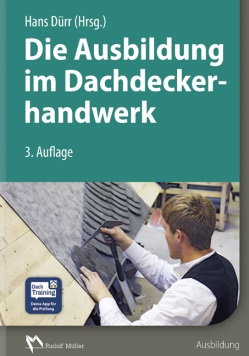 Hans Dürr (Hrsg.)
Die Ausbildung
im Dachdecker-
handwerk
3. Auflage
Dach
Training
Deine App für
die Prüfung
Rudolf Müller
Ausbildung